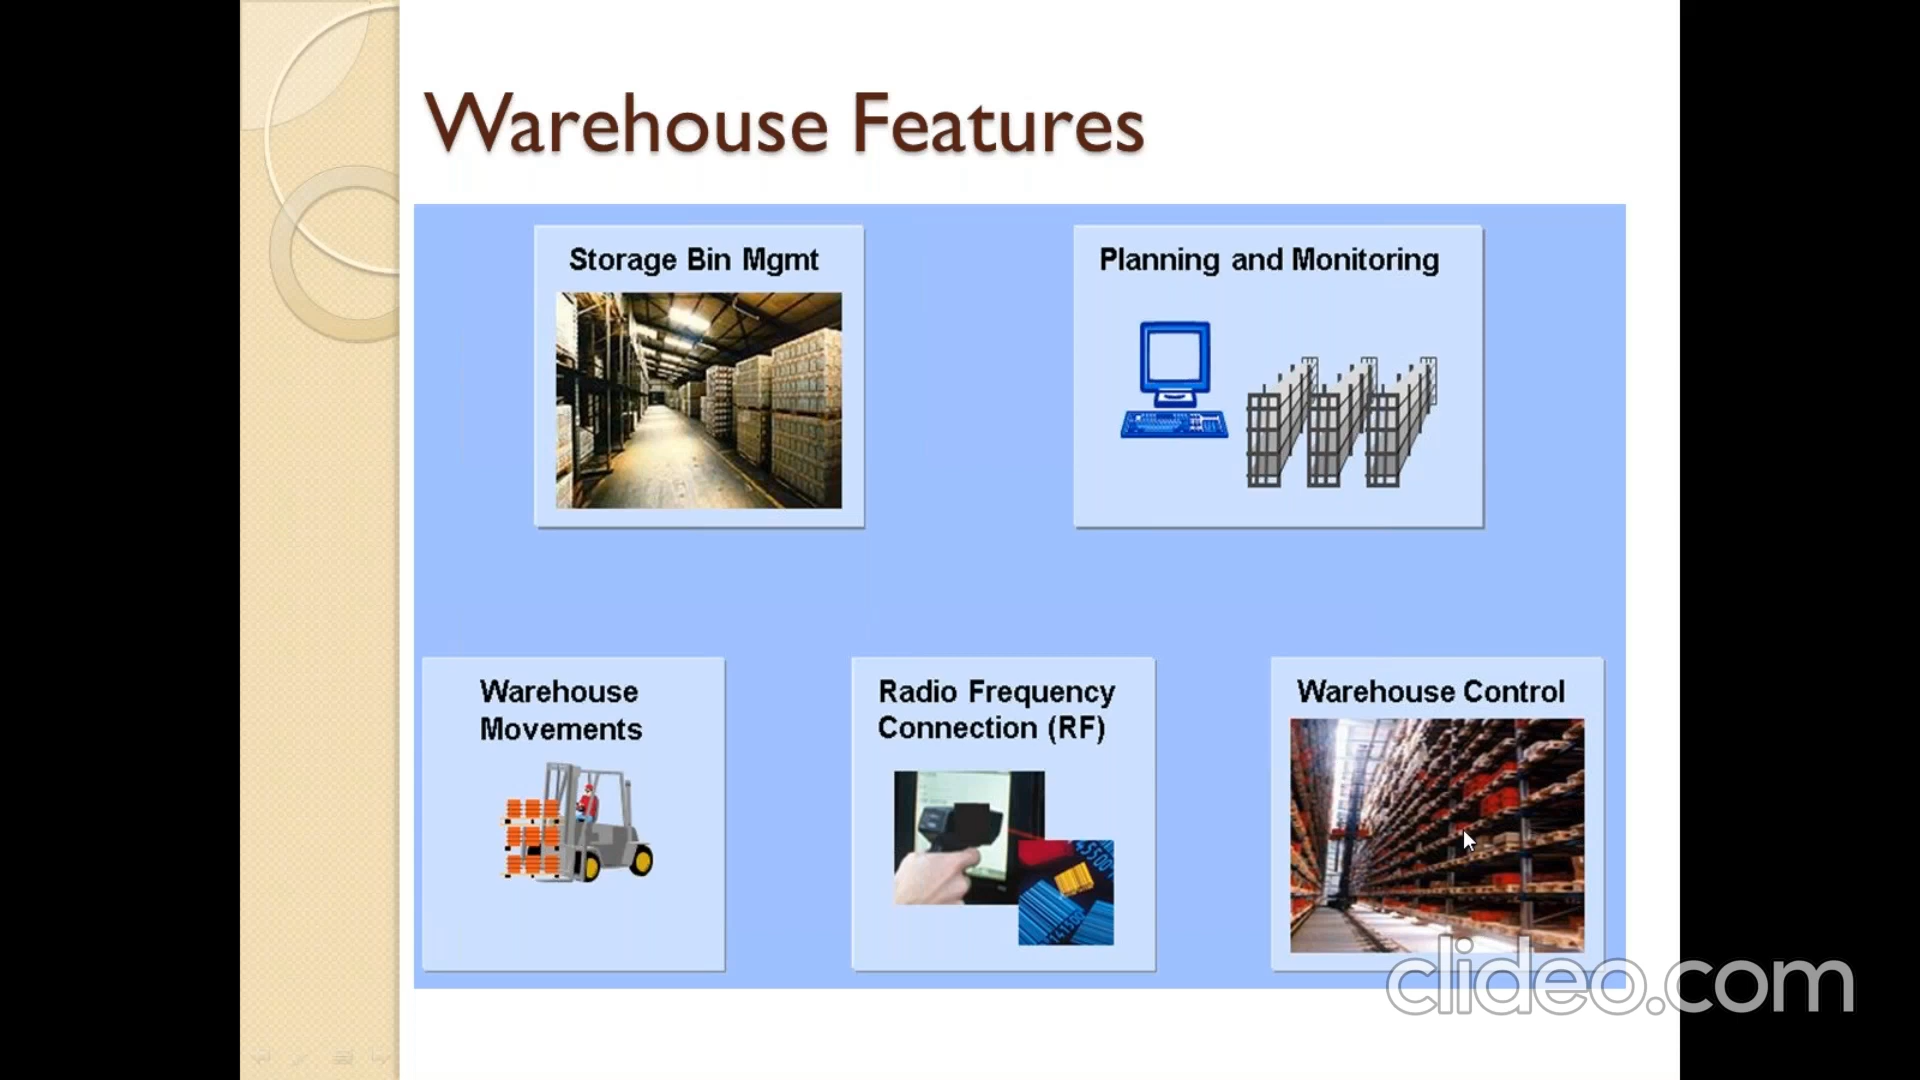 Warehouse Features
Storage Bin Mgmt
Planning and Monitoring
Warehouse
Movements
Radio Frequency
Connection (RF)
Warehouse Control
clideo.com